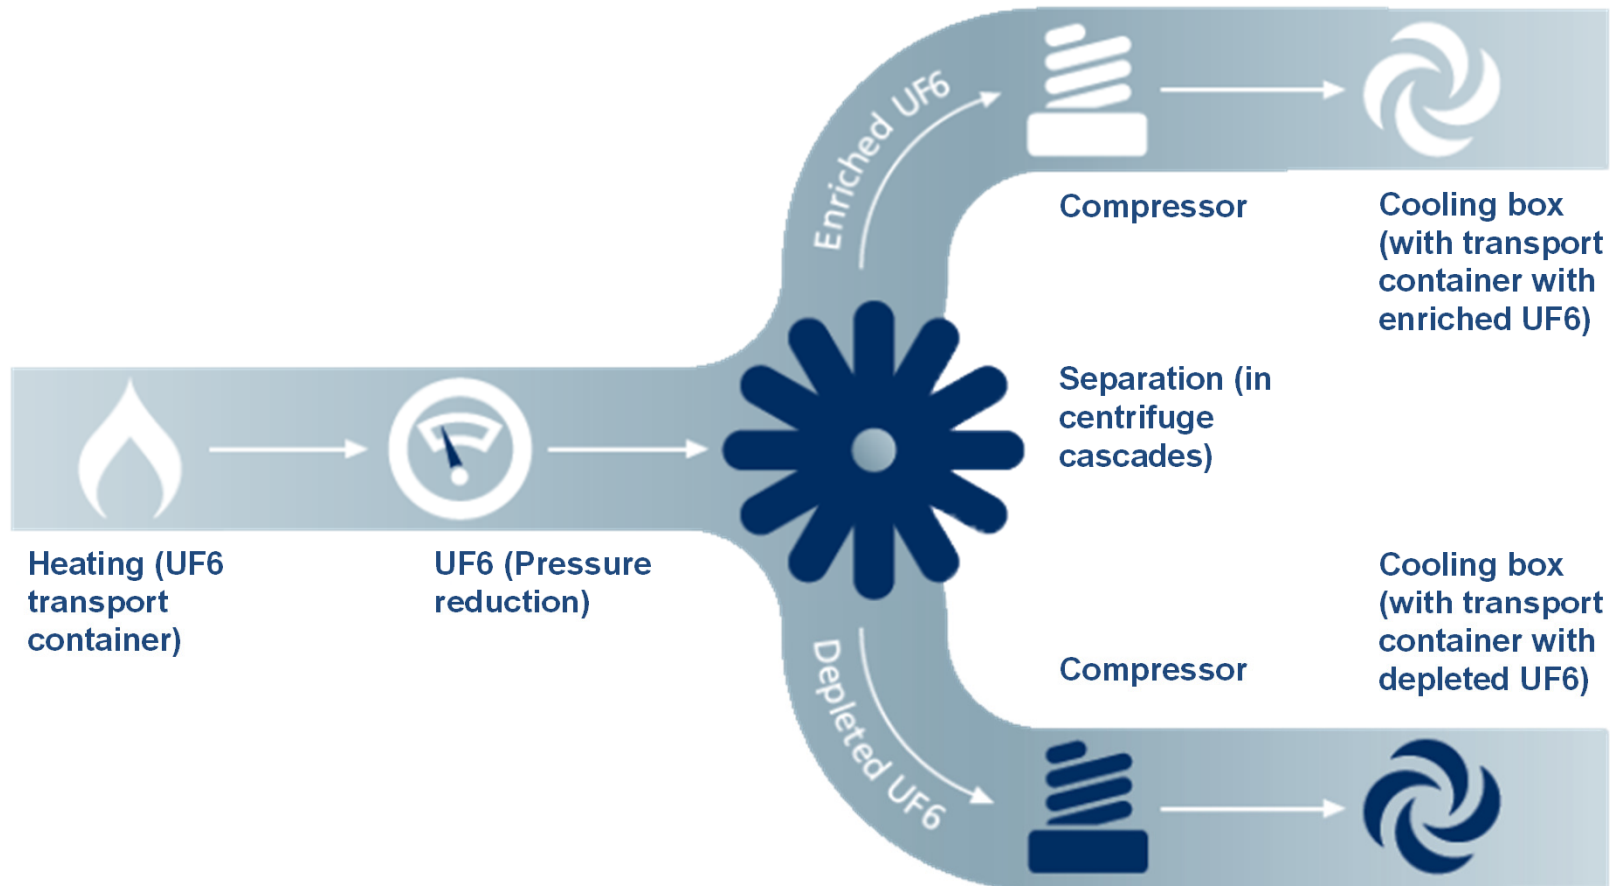 Enriched UF6
Compressor
Cooling box
(with transport
container with
enriched UF6)
Separation (in
centrifuge
cascades)
Heating (UF6
transport
container)
UF6 (Pressure
reduction)
Depleted UF6
Compressor
Cooling box
(with transport
container with
depleted UF6)